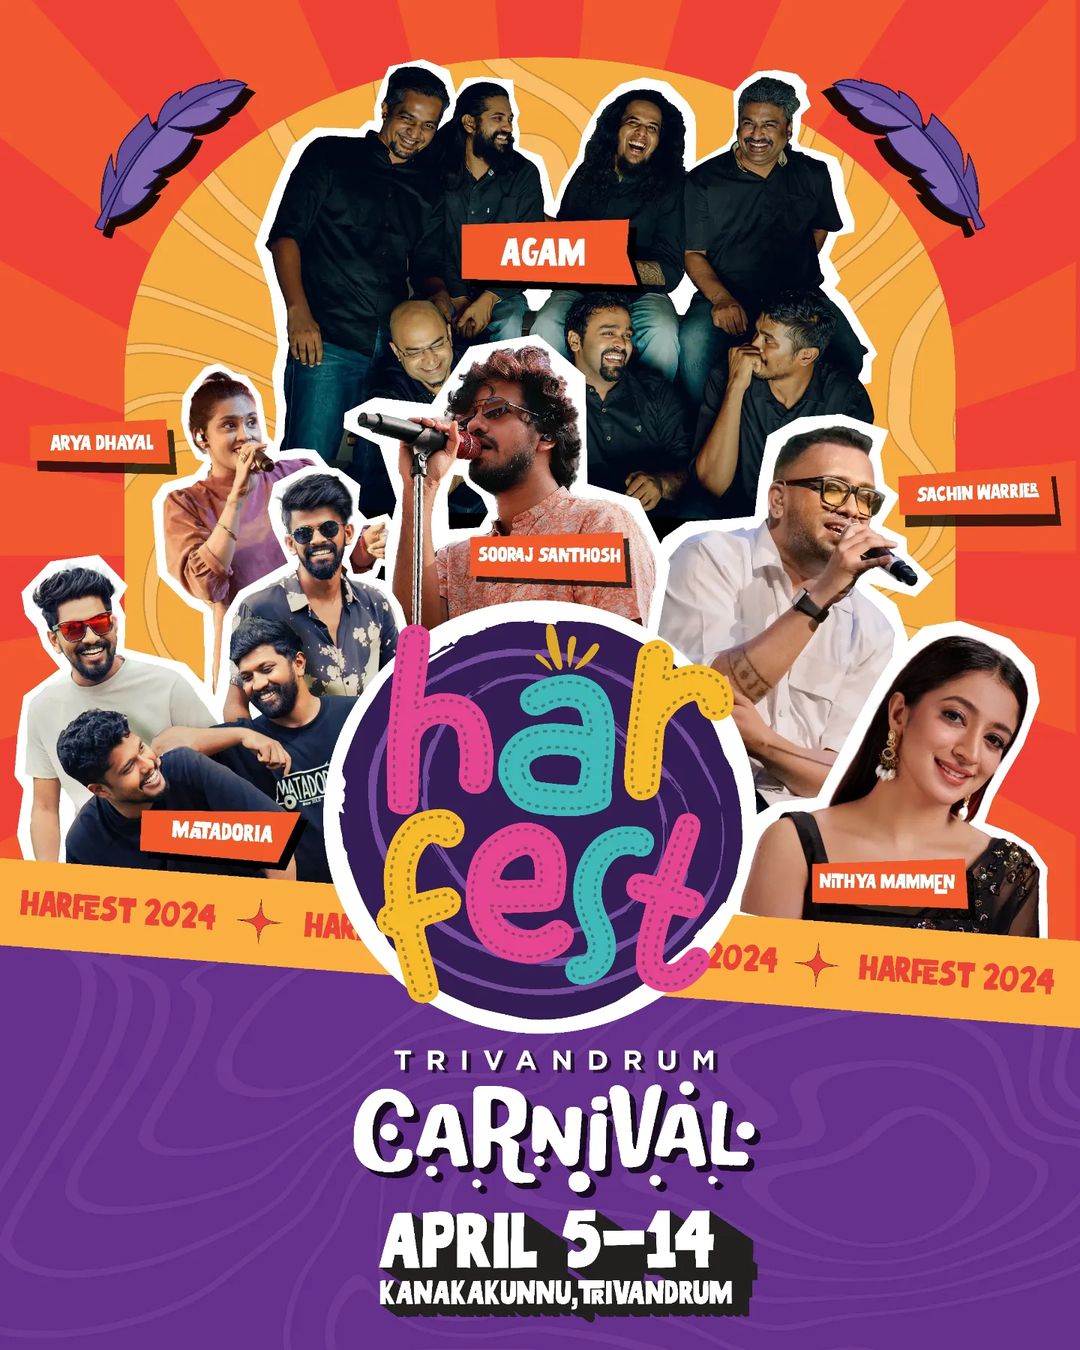 AGAM
ARYA DHAYAL
SACHIN WARRIER
SOORAJ SANTHOSH
MATADORIA
MATADORIA
NITHYA MAMMEN
har
fest
HARFEST 2024
HAR
2024
HARFEST 2024
TRIVANDRUM
CARNiVAL
APRIL 5—14
KANAKAKUNNU, TRIVANDRUM